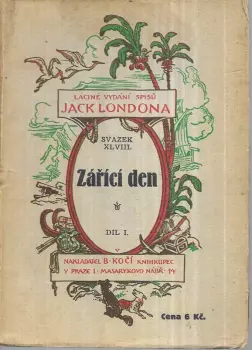 LACINÉ VYDÁNÍ SPISŮ
JACK LONDONA
SVAZEK
XLVIII.
Zářící den
DÍL I.
NAKLADATEL B. KOČÍ KNIHKUPEC
V PRAZE I. MASARYKOVO NÁBŘ. 14
Cena 6 Kč.